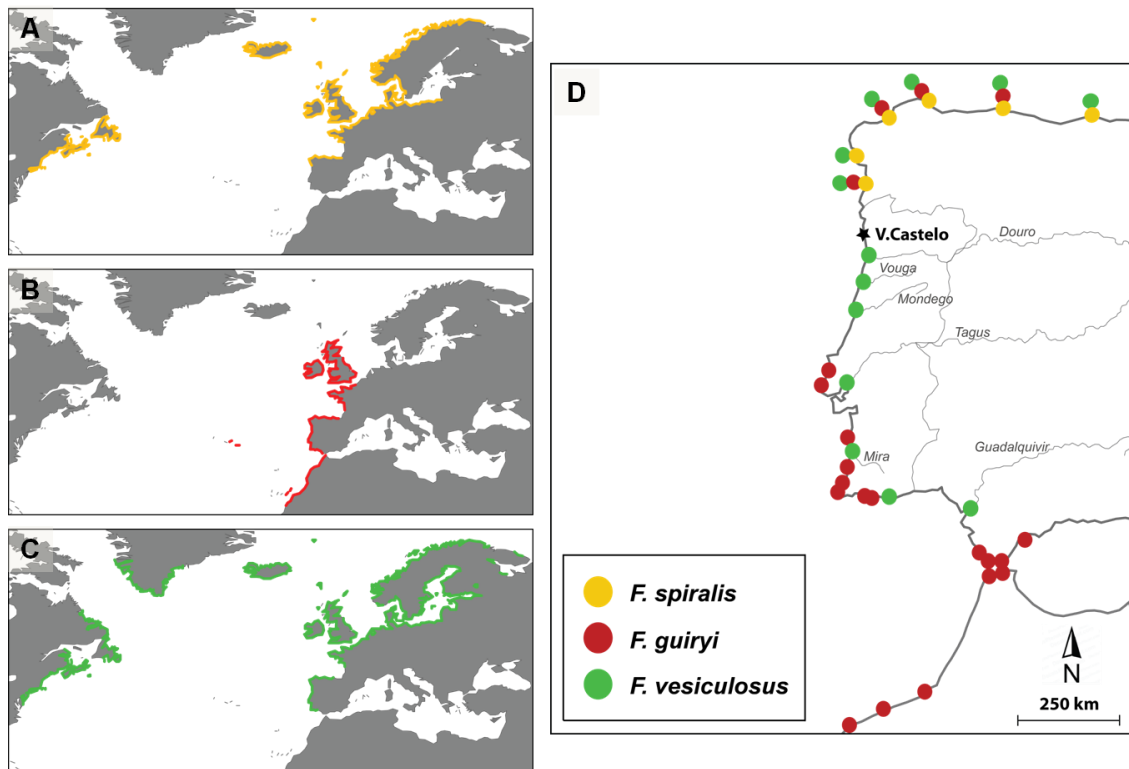 A
B
C
D
V.Castelo
Douro
Vouga
Mondego
Tagus
Guadalquivir
Mira
F. spiralis
F. guiryi
F. vesiculosus
N
250 km